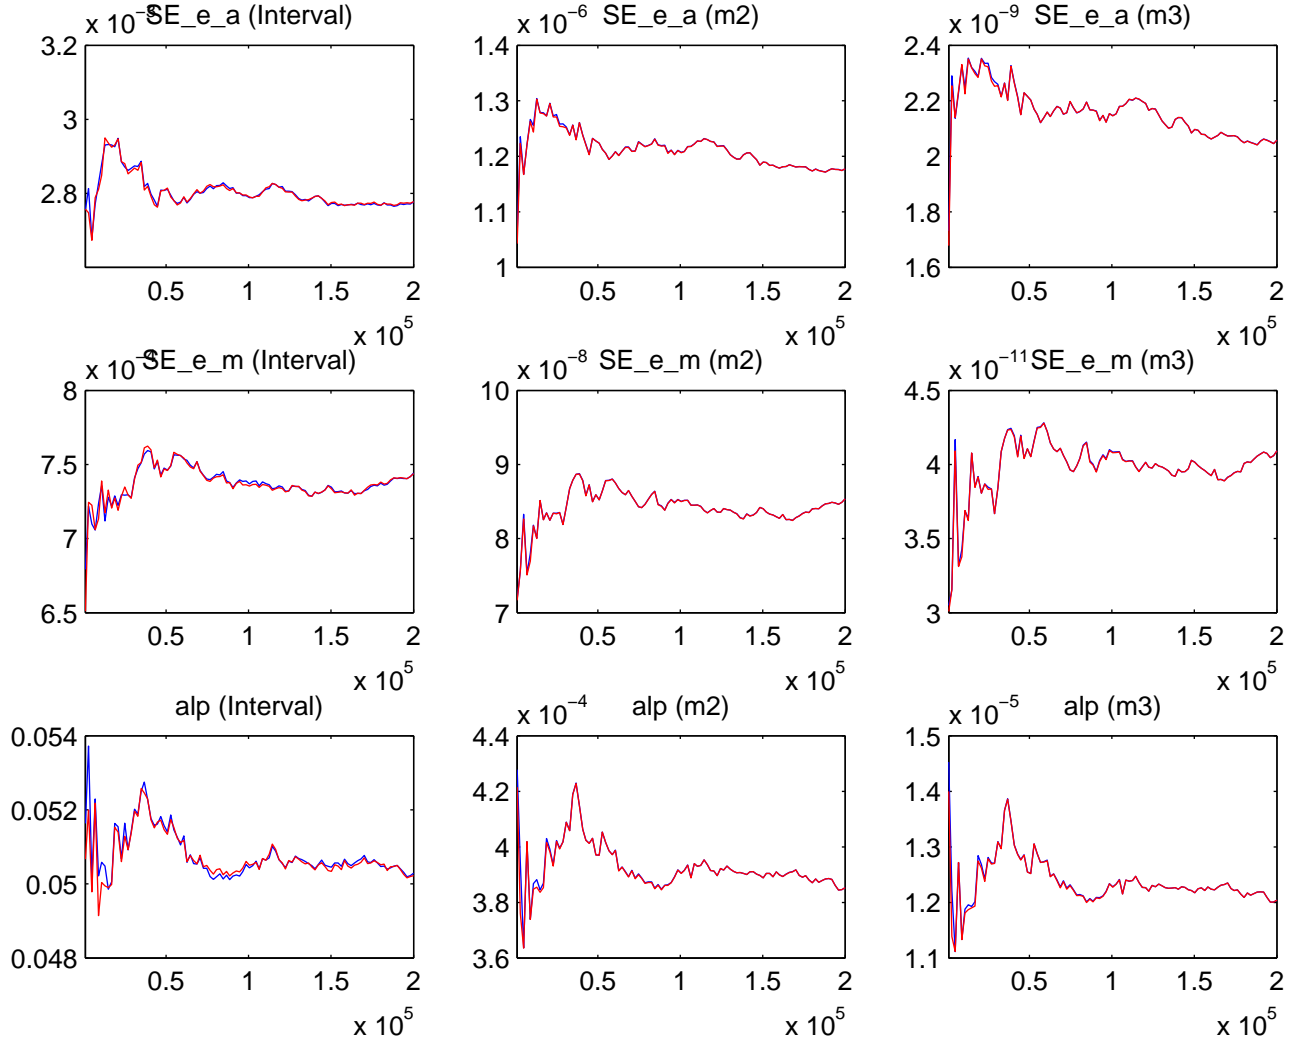 x 10⁻³ SE_e_a (Interval)
x 10⁻⁶ SE_e_a (m2)
x 10⁻⁹ SE_e_a (m3)
3.2
3
2.8
0.5 1 1.5 2
x 10⁵
1.4
1.3
1.2
1.1
1
0.5 1 1.5 2
x 10⁵
2.4
2.2
2
1.8
1.6
0.5 1 1.5 2
x 10⁵
x 10⁻⁴ SE_e_m (Interval)
x 10⁻⁸ SE_e_m (m2)
x 10⁻¹¹ SE_e_m (m3)
8
7.5
7
6.5
0.5 1 1.5 2
x 10⁵
10
9
8
7
0.5 1 1.5 2
x 10⁵
4.5
4
3.5
3
0.5 1 1.5 2
x 10⁵
alp (Interval)
x 10⁻⁴ alp (m2)
x 10⁻⁵ alp (m3)
0.054
0.052
0.05
0.048
0.5 1 1.5 2
x 10⁵
4.4
4.2
4
3.8
3.6
0.5 1 1.5 2
x 10⁵
1.5
1.4
1.3
1.2
1.1
0.5 1 1.5 2
x 10⁵